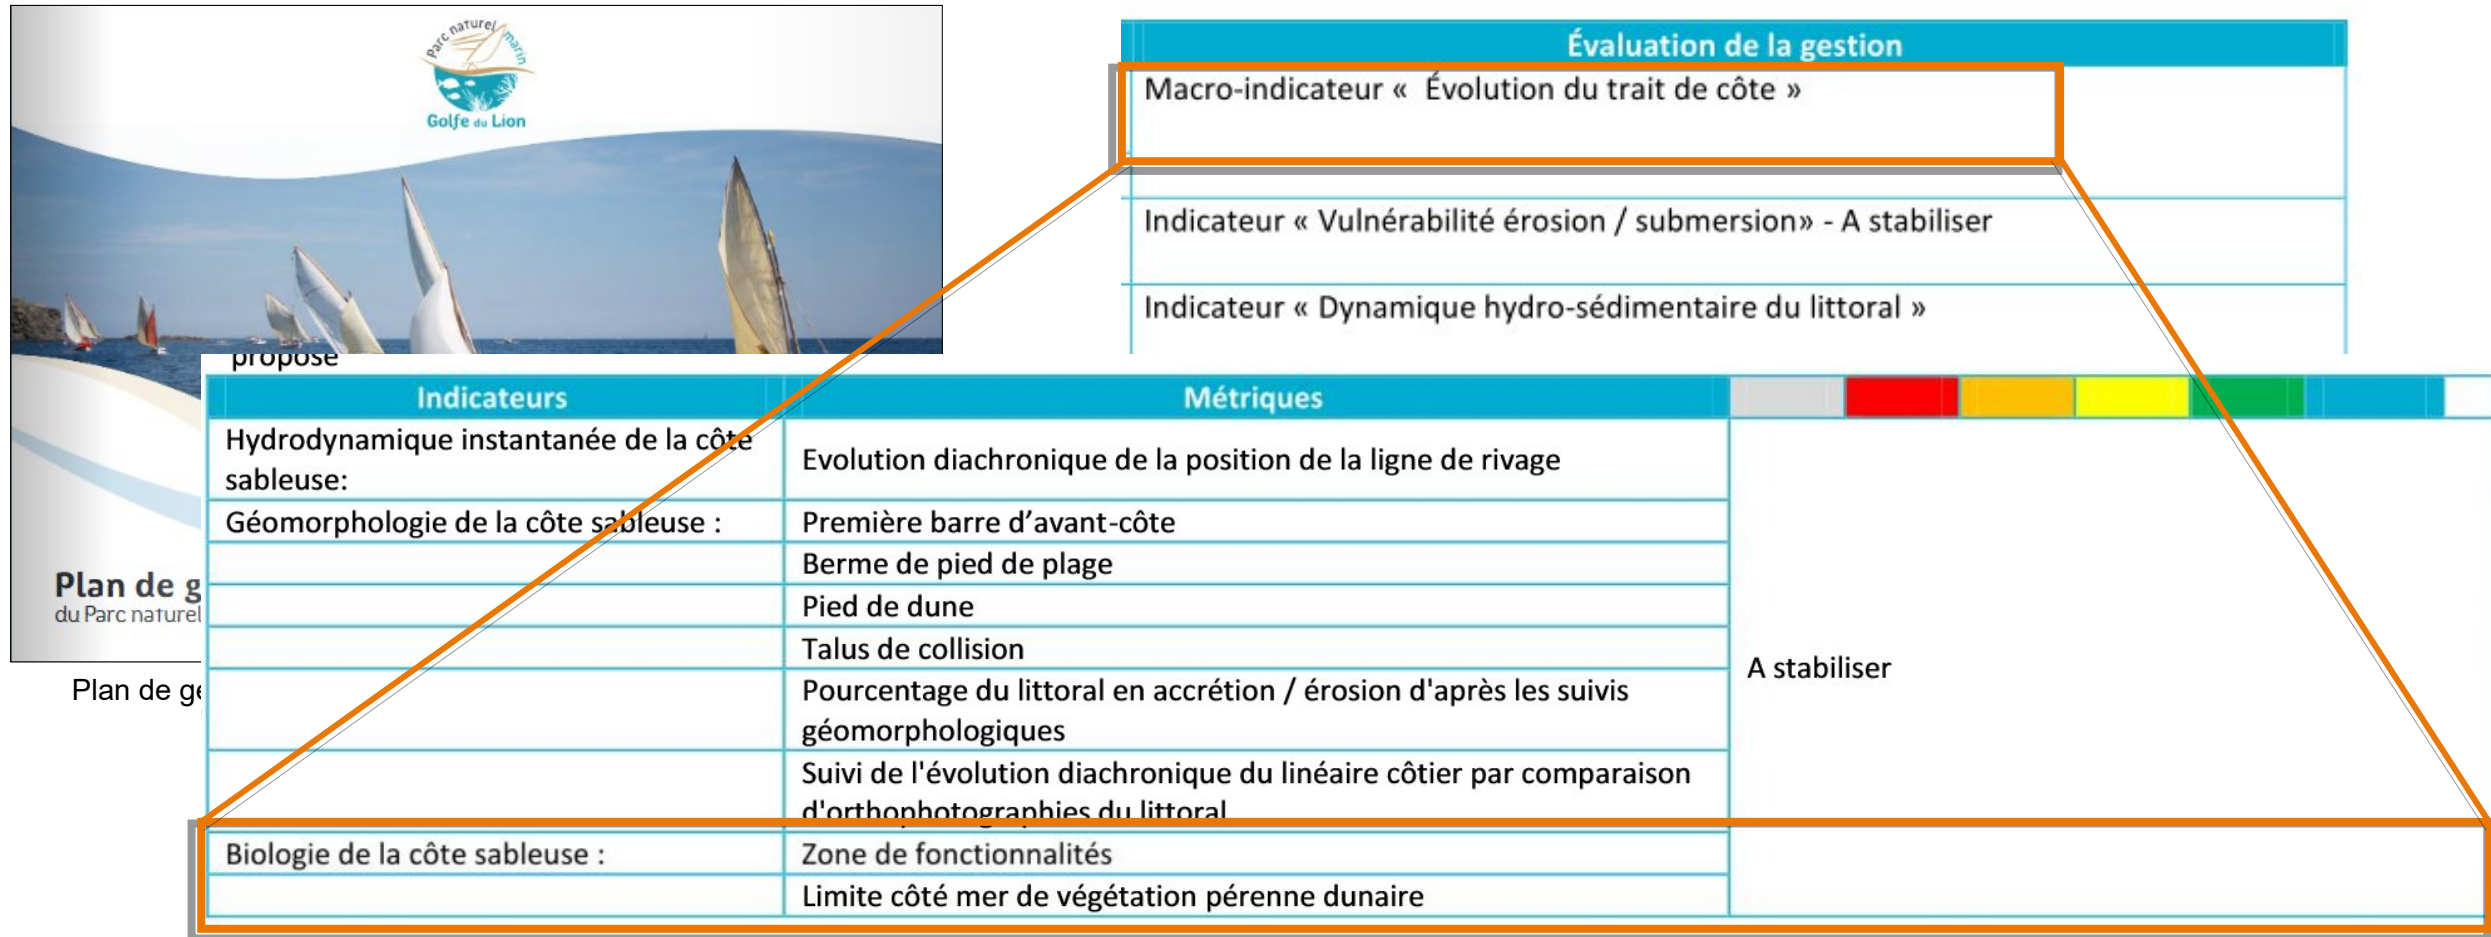 Parc naturel marin
Golfe du Lion
Plan de g
du Parc naturel
Plan de ge
Évaluation de la gestion
Macro-indicateur « Évolution du trait de côte »
Indicateur « Vulnérabilité érosion / submersion» - A stabiliser
Indicateur « Dynamique hydro-sédimentaire du littoral »
propose
Indicateurs Métriques
Hydrodynamique instantanée de la côte
sableuse:
Evolution diachronique de la position de la ligne de rivage
Géomorphologie de la côte sableuse : Première barre d’avant-côte
Berme de pied de plage
Pied de dune
Talus de collision
A stabiliser
Pourcentage du littoral en accrétion / érosion d'après les suivis
géomorphologiques
Suivi de l'évolution diachronique du linéaire côtier par comparaison
d'orthophotographies du littoral
Biologie de la côte sableuse : Zone de fonctionnalités
Limite côté mer de végétation pérenne dunaire